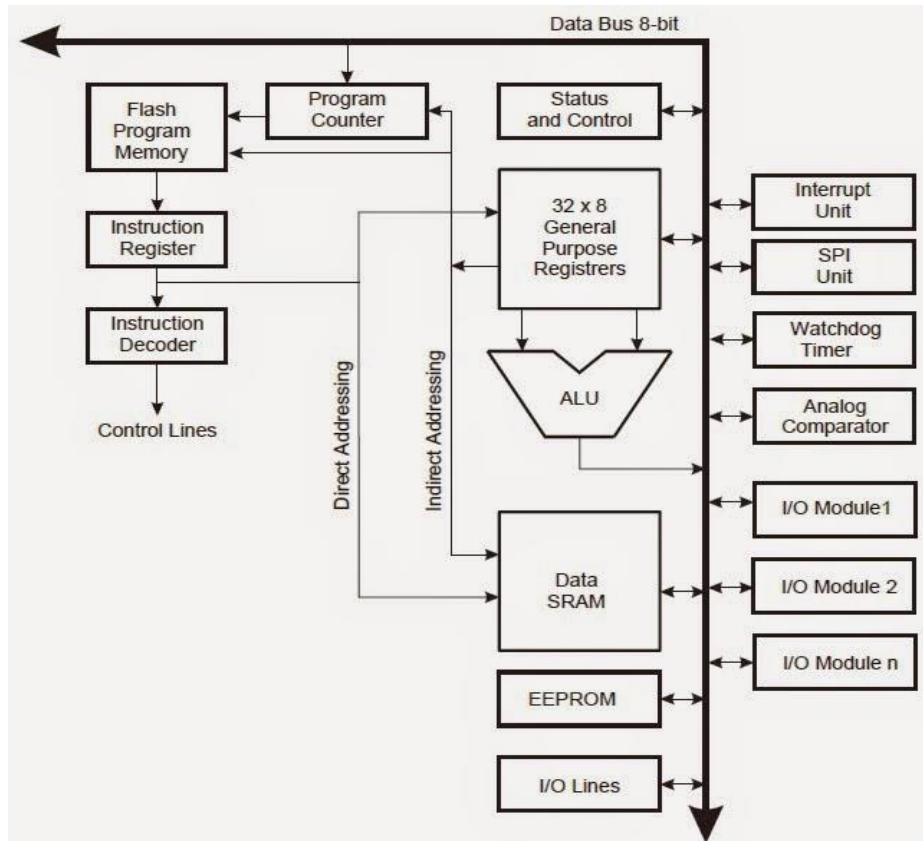 Data Bus 8-bit
Flash
Program
Memory
Program
Counter
Status
and Control
Instruction
Register
32 x 8
General
Purpose
Registrers
Interrupt
Unit
SPI
Unit
Instruction
Decoder
Watchdog
Timer
Control Lines
Direct Addressing
Indirect Addressing
ALU
Analog
Comparator
I/O Module1
Data
SRAM
I/O Module 2
I/O Module n
EEPROM
I/O Lines